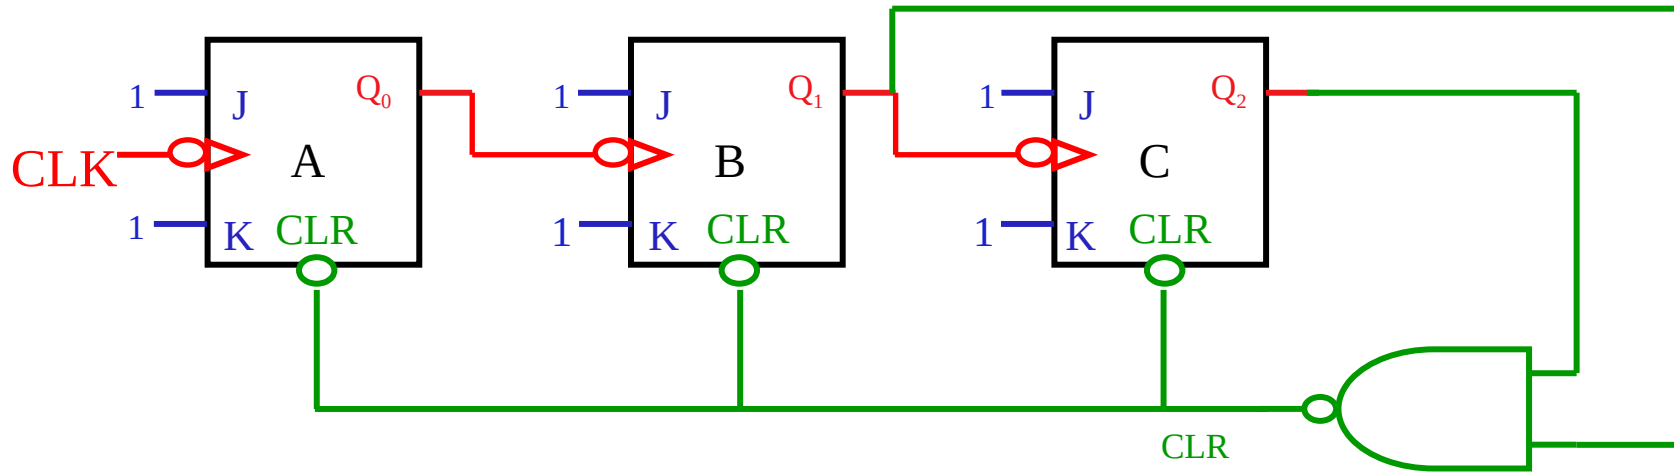 1 J Q0 1 J Q1 1 J Q2
CLK A B C
1 K CLR 1 K CLR 1 K CLR
CLR